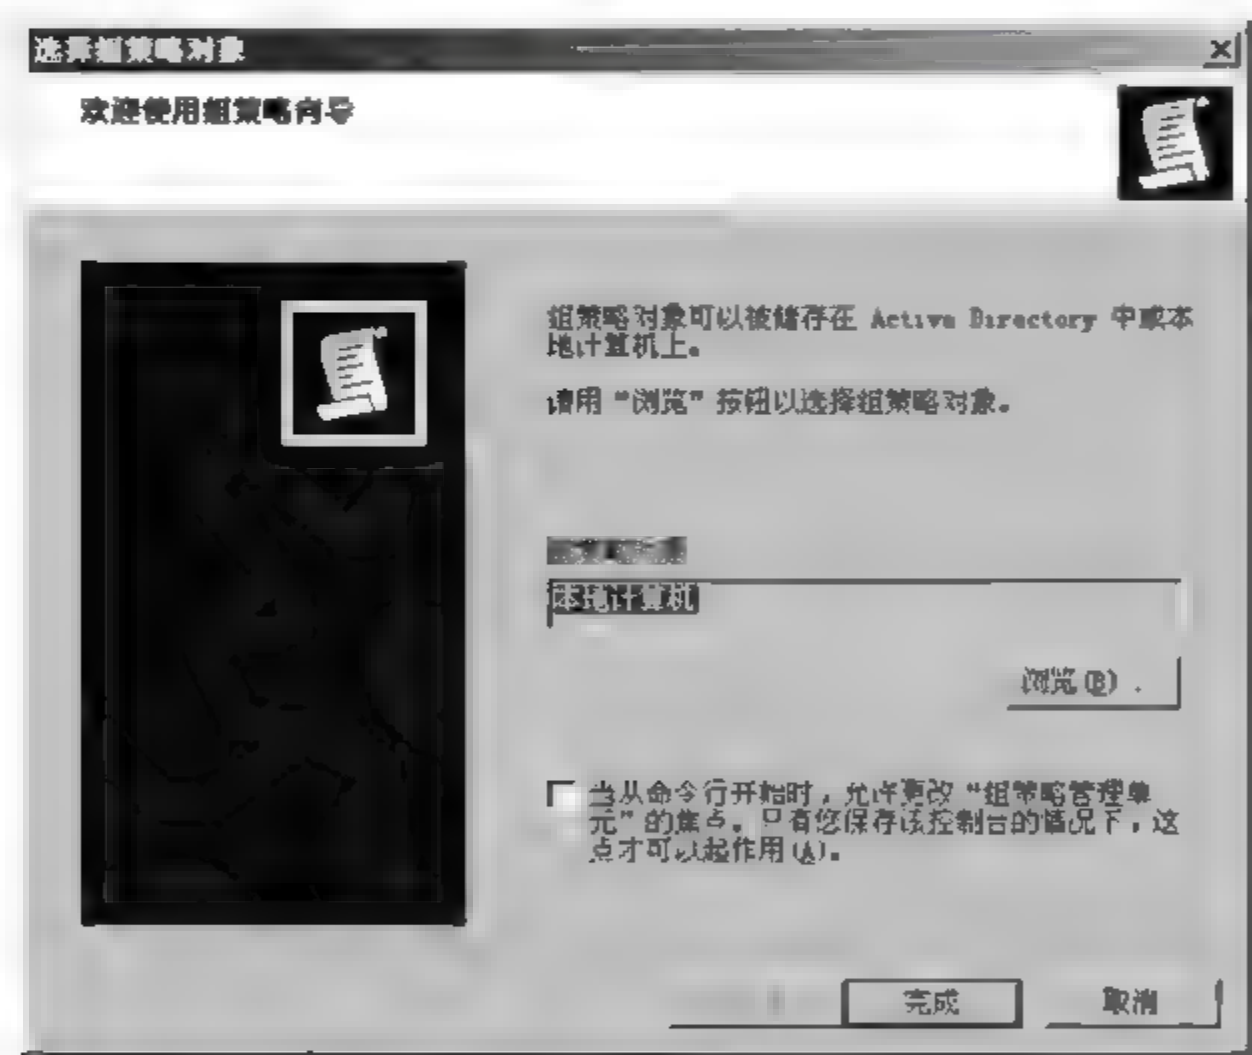 选择组策略对象
欢迎使用组策略向导
组策略对象可以被储存在 Active Directory 中或本
地计算机上。
请用“浏览”按钮以选择组策略对象。
本地计算机
浏览(B).
当从命令行开始时，允许更改“组策略管理单
元”的焦点。只有您保存该控制台的情况下，这
点才可以起作用(A)。
完成
取消